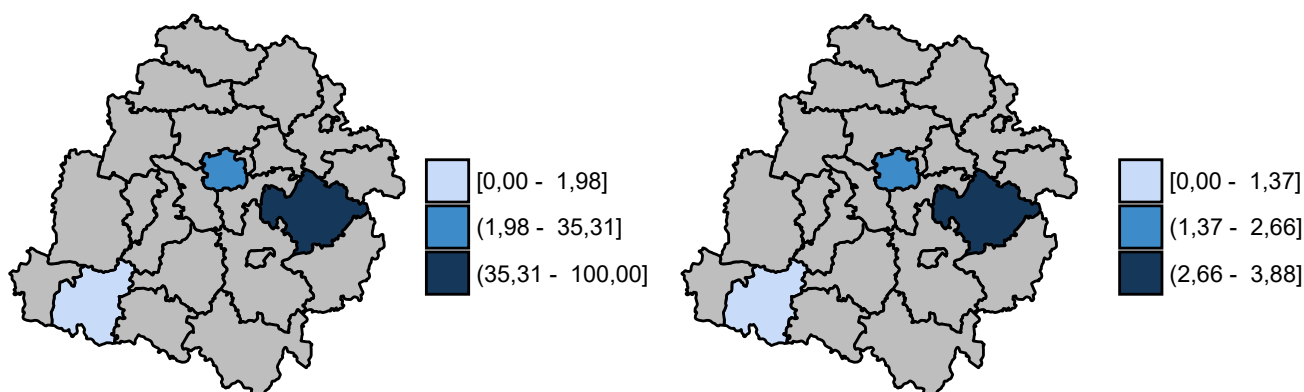 [0,00 - 1,98]
(1,98 - 35,31]
(35,31 - 100,00]
[0,00 - 1,37]
(1,37 - 2,66]
(2,66 - 3,88]